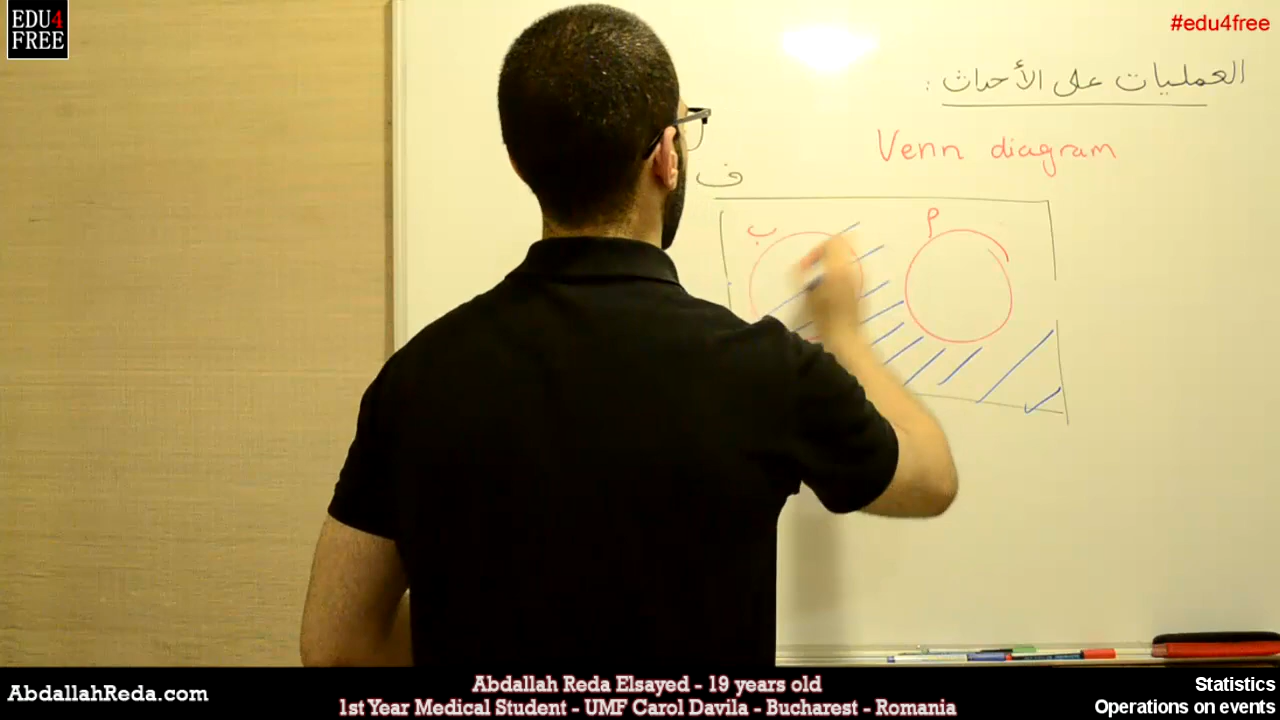 EDU4
FREE
#edu4free
العمليات على الأحداث :
Venn diagram
ف
ب
م
AbdallahReda.com
Abdallah Reda Elsayed - 19 years old
1st Year Medical Student - UMF Carol Davila - Bucharest - Romania
Statistics
Operations on events